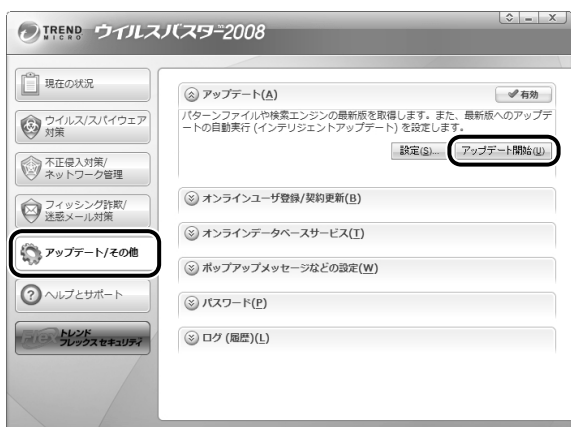 TREND MICRO ウイルスバスター™2008
現在の状況
ウイルス/スパイウェア
対策
不正侵入対策/
ネットワーク管理
フィッシング詐欺/
迷惑メール対策
アップデート/その他
ヘルプとサポート
Flex トレンド
フレックス セキュリティ
アップデート(A)
有効
パターンファイルや検索エンジンの最新版を取得します。また、最新版へのアップデ
ートの自動実行 (インテリジェントアップデート) を設定します。
設定(S)...
アップデート開始(U)
オンラインユーザ登録/契約更新(B)
オンラインデータベースサービス(T)
ポップアップメッセージなどの設定(W)
パスワード(P)
ログ (履歴)(L)